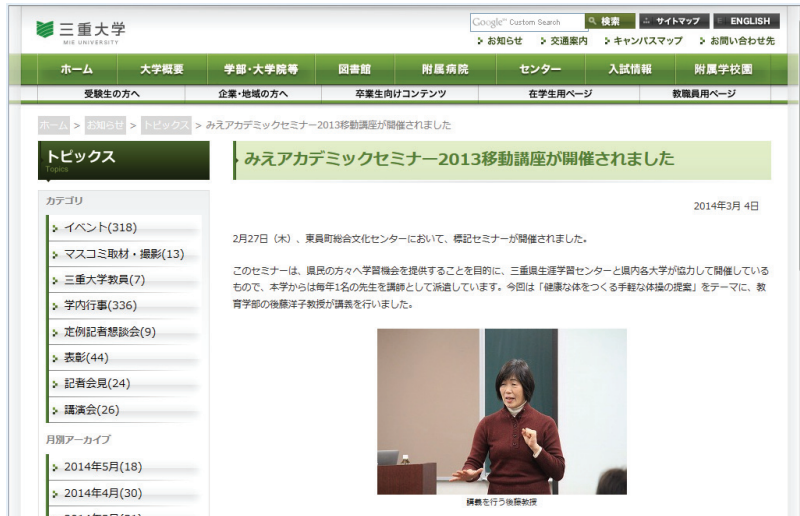 三重大学
MIE UNIVERSITY
Google™ Custom Search
検索
サイトマップ
ENGLISH
お知らせ
交通案内
キャンパスマップ
お問い合わせ先
ホーム
大学概要
学部・大学院等
図書館
附属病院
センター
入試情報
附属学校園
受験生の方へ
企業・地域の方へ
卒業生向けコンテンツ
在学生用ページ
教職員用ページ
ホーム > お知らせ > トピックス > みえアカデミックセミナー2013移動講座が開催されました
トピックス
Topics
カテゴリ
イベント(318)
マスコミ取材・撮影(13)
三重大学教員(7)
学内行事(336)
定例記者懇談会(9)
表彰(44)
記者会見(24)
講演会(26)
月別アーカイブ
2014年5月(18)
2014年4月(30)
みえアカデミックセミナー2013移動講座が開催されました
2014年3月 4日
2月27日（木）、東員町総合文化センターにおいて、標記セミナーが開催されました。
このセミナーは、県民の方々へ学習機会を提供することを目的に、三重県生涯学習センターと県内各大学が協力して開催している
もので、本学からは毎年1名の先生を講師として派遣しています。今回は「健康な体をつくる手軽な体操の提案」をテーマに、教
育学部の後藤洋子教授が講義を行いました。
講義を行う後藤教授